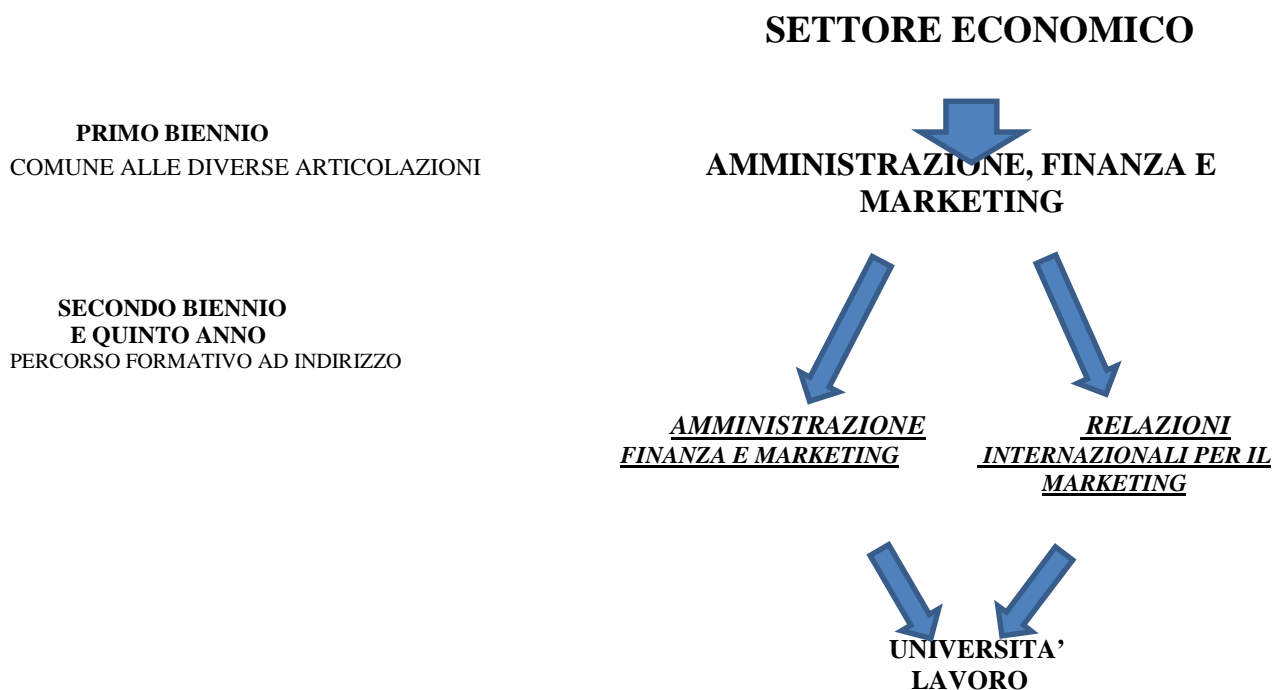 SETTORE ECONOMICO
PRIMO BIENNIO
COMUNE ALLE DIVERSE ARTICOLAZIONI
AMMINISTRAZIONE, FINANZA E
MARKETING
SECONDO BIENNIO
E QUINTO ANNO
PERCORSO FORMATIVO AD INDIRIZZO
AMMINISTRAZIONE
FINANZA E MARKETING
RELAZIONI
INTERNAZIONALI PER IL
MARKETING
UNIVERSITA’
LAVORO